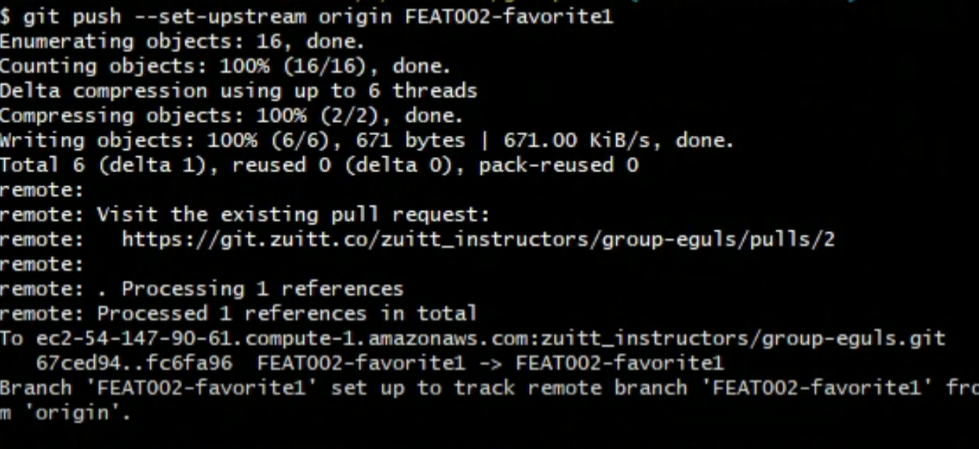 $ git push --set-upstream origin FEAT002-favorite1
Enumerating objects: 16, done.
Counting objects: 100% (16/16), done.
Delta compression using up to 6 threads
Compressing objects: 100% (2/2), done.
Writing objects: 100% (6/6), 671 bytes | 671.00 KiB/s, done.
Total 6 (delta 1), reused 0 (delta 0), pack-reused 0
remote:
remote: Visit the existing pull request:
remote:   https://git.zuitt.co/zuitt_instructors/group-eguls/pulls/2
remote:
remote: . Processing 1 references
remote: Processed 1 references in total
To ec2-54-147-90-61.compute-1.amazonaws.com:zuitt_instructors/group-eguls.git
   67ced94..fc6fa96  FEAT002-favorite1 -> FEAT002-favorite1
Branch 'FEAT002-favorite1' set up to track remote branch 'FEAT002-favorite1' fro
m 'origin'.